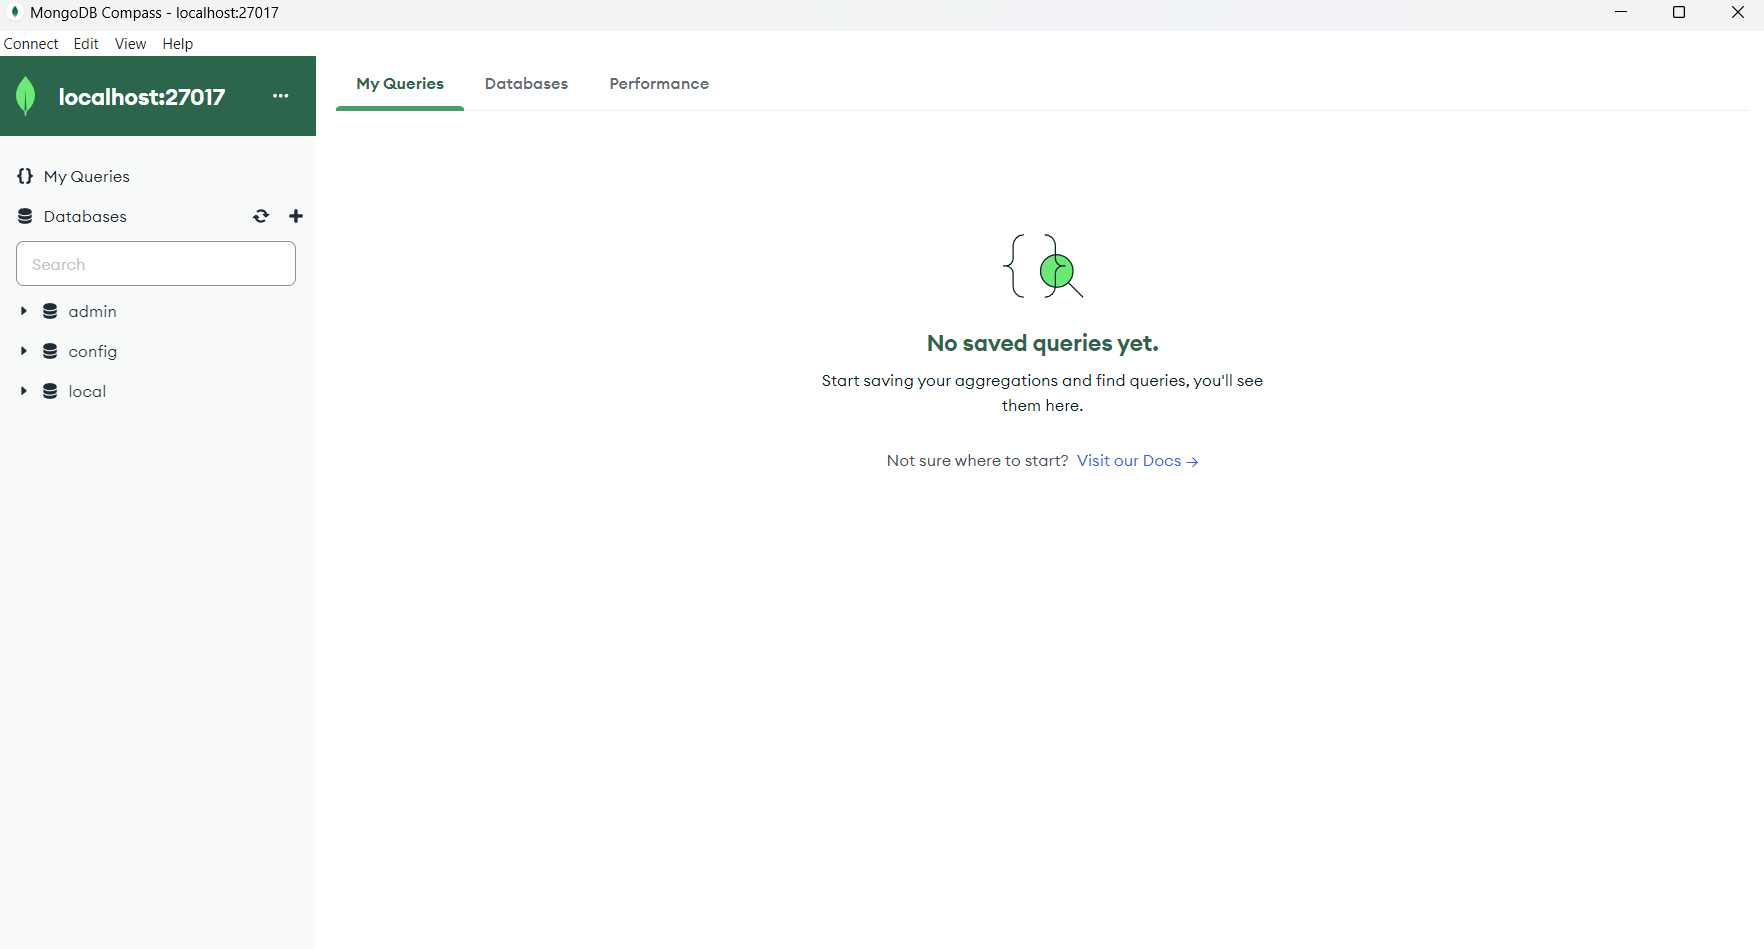 MongoDB Compass - localhost:27017
Connect Edit View Help
localhost:27017 ...
My Queries Databases Performance
{} My Queries
Databases
Search
admin
config
local
No saved queries yet.
Start saving your aggregations and find queries, you'll see
them here.
Not sure where to start? Visit our Docs →